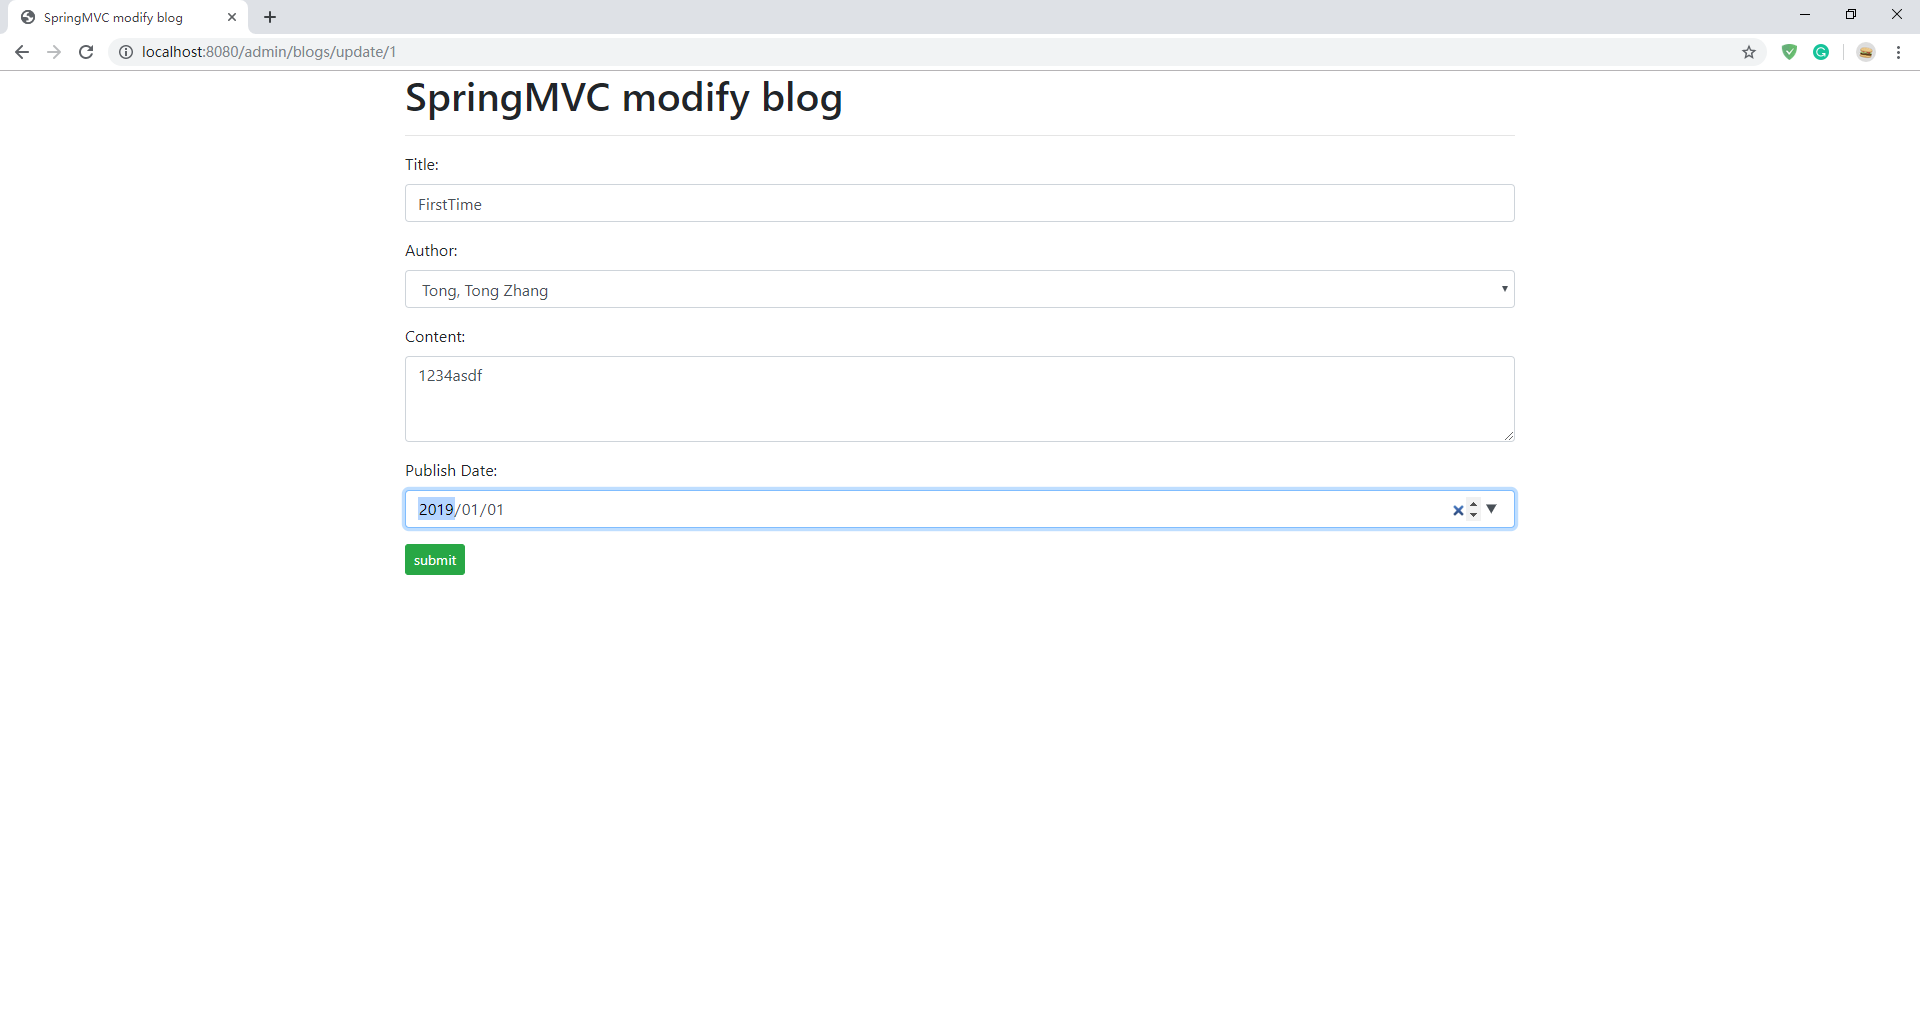 SpringMVC modify blog
localhost:8080/admin/blogs/update/1
SpringMVC modify blog
Title:
FirstTime
Author:
Tong, Tong Zhang
Content:
1234asdf
Publish Date:
2019/01/01
submit